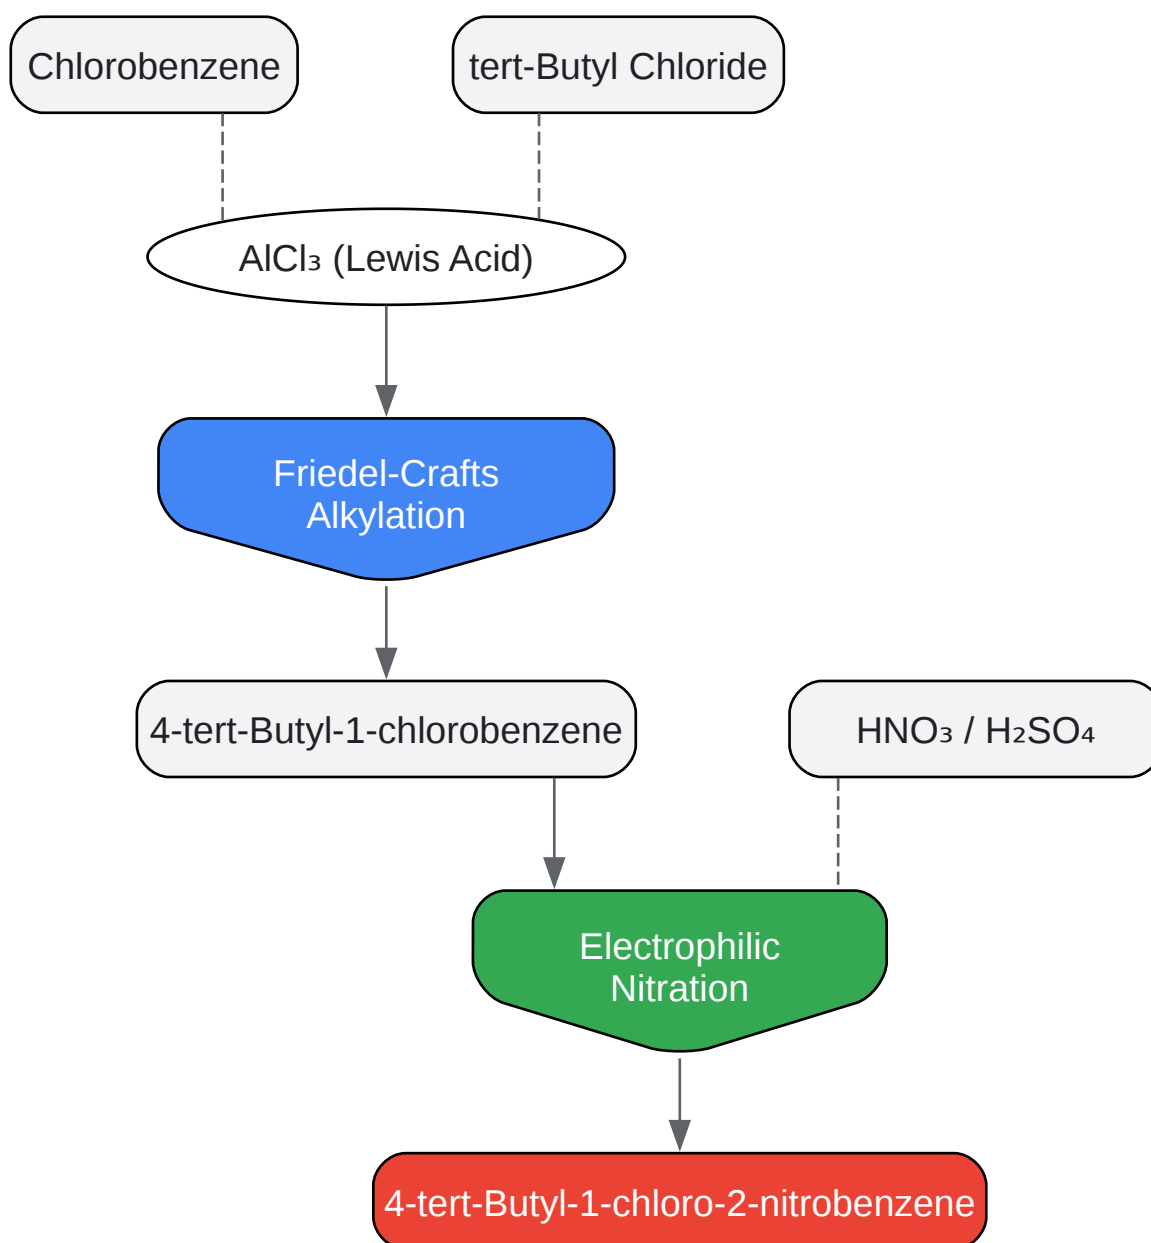 Chlorobenzene
tert-Butyl Chloride
AlCl₃ (Lewis Acid)
Friedel-Crafts
Alkylation
4-tert-Butyl-1-chlorobenzene
HNO₃ / H₂SO₄
Electrophilic
Nitration
4-tert-Butyl-1-chloro-2-nitrobenzene